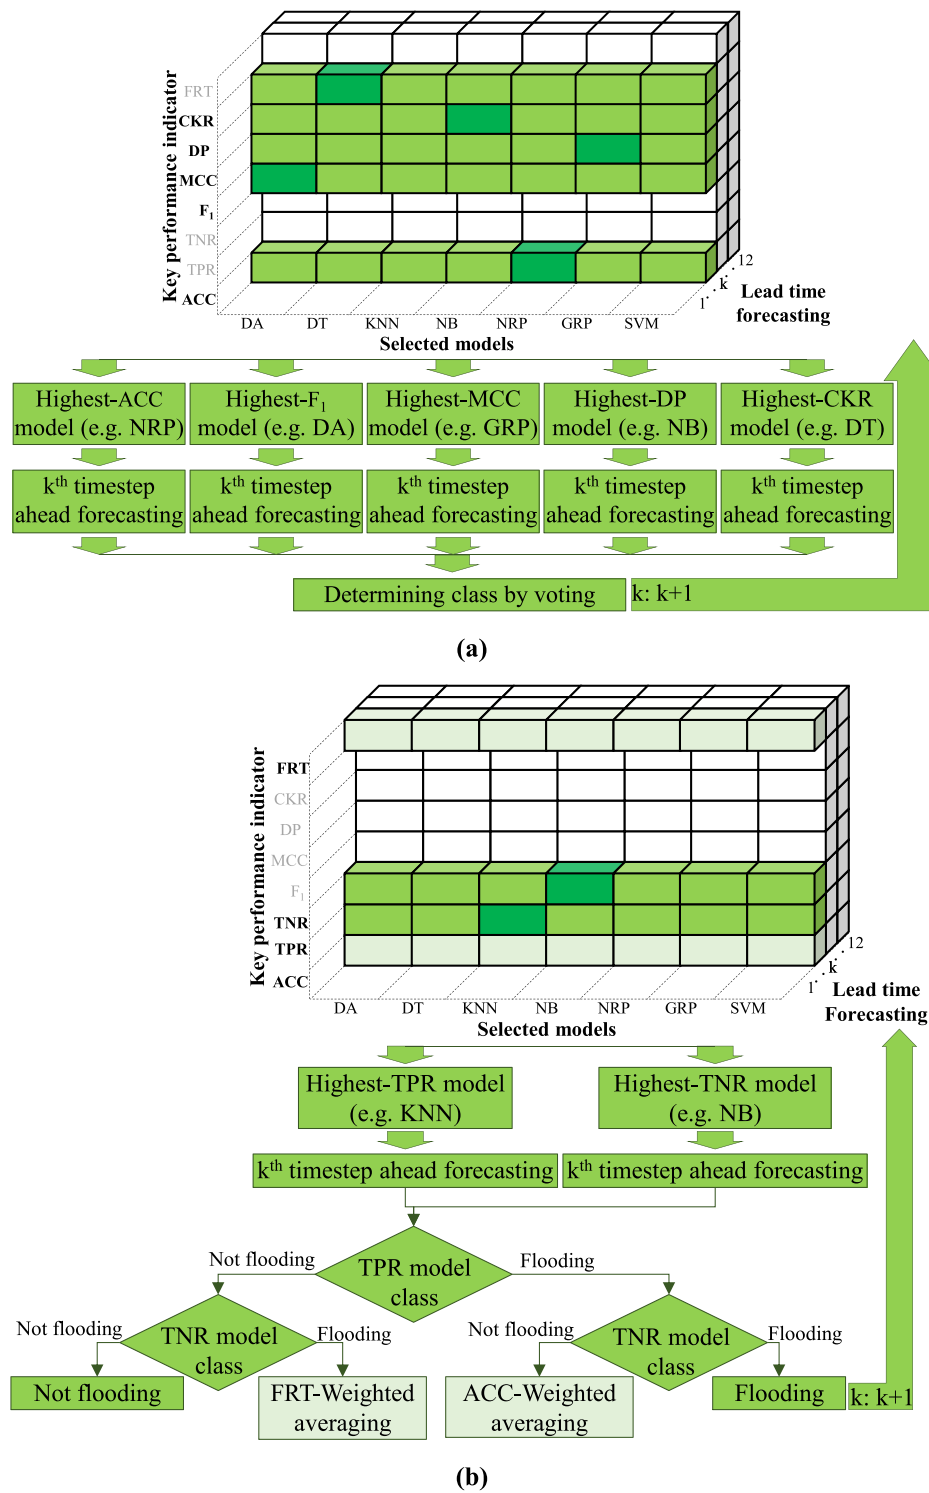 Key performance indicator
FRT
CKR
DP
MCC
F1
TNR
TPR
ACC
DA
DT
KNN
NB
NRP
GRP
SVM
Selected models
1
k
12
Lead time
forecasting
Highest-ACC
model (e.g. NRP)
Highest-F1
model (e.g. DA)
Highest-MCC
model (e.g. GRP)
Highest-DP
model (e.g. NB)
Highest-CKR
model (e.g. DT)
kth timestep
ahead forecasting
kth timestep
ahead forecasting
kth timestep
ahead forecasting
kth timestep
ahead forecasting
kth timestep
ahead forecasting
Determining class by voting
k: k+1
(a)
Key performance indicator
FRT
CKR
DP
MCC
F1
TNR
TPR
ACC
DA
DT
KNN
NB
NRP
GRP
SVM
Selected models
1
k
12
Lead time
Forecasting
Highest-TPR model
(e.g. KNN)
Highest-TNR model
(e.g. NB)
kth timestep ahead forecasting
kth timestep ahead forecasting
Not flooding
TPR model
class
Flooding
Not flooding
TNR model
class
Flooding
Not flooding
TNR model
class
Flooding
Not flooding
FRT-Weighted
averaging
ACC-Weighted
averaging
Flooding
k: k+1
(b)